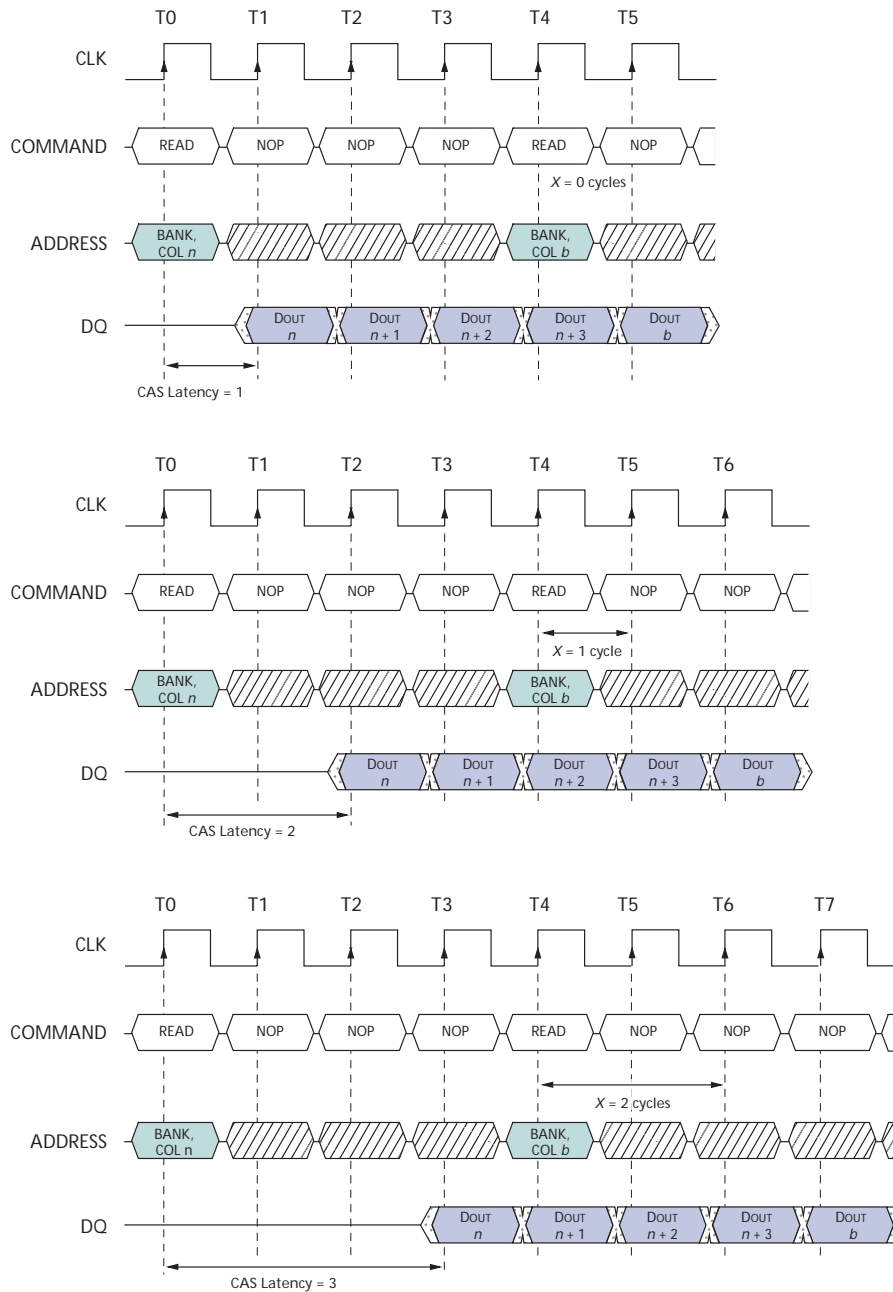 T0 T1 T2 T3 T4 T5
CLK
COMMAND READ NOP NOP NOP READ NOP
X = 0 cycles
ADDRESS BANK, COL n BANK, COL b
DQ DOUT n DOUT n + 1 DOUT n + 2 DOUT n + 3 DOUT b
CAS Latency = 1
T0 T1 T2 T3 T4 T5 T6
CLK
COMMAND READ NOP NOP NOP READ NOP NOP
X = 1 cycle
ADDRESS BANK, COL n BANK, COL b
DQ DOUT n DOUT n + 1 DOUT n + 2 DOUT n + 3 DOUT b
CAS Latency = 2
T0 T1 T2 T3 T4 T5 T6 T7
CLK
COMMAND READ NOP NOP NOP READ NOP NOP NOP
X = 2 cycles
ADDRESS BANK, COL n BANK, COL b
DQ DOUT n DOUT n + 1 DOUT n + 2 DOUT n + 3 DOUT b
CAS Latency = 3